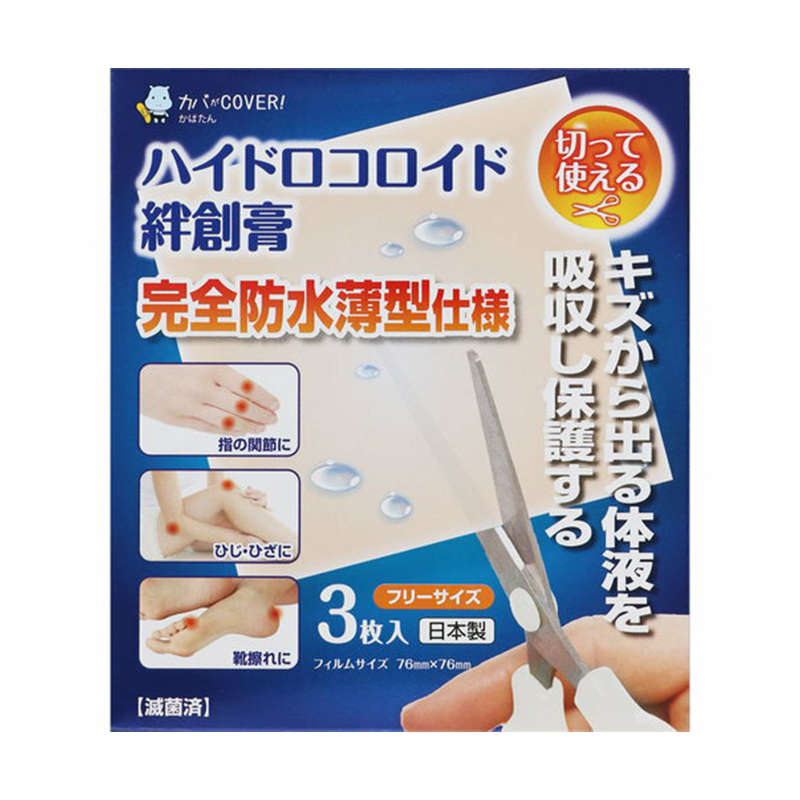 カバがCOVER!
かばたん
ハイドロコロイド
絆創膏
切って
使える
完全防水薄型仕様
キズから出る体液を
吸収し保護する
指の関節に
ひじ・ひざに
靴擦れに
フリーサイズ
3枚入
日本製
フィルムサイズ 76mm×76mm
【滅菌済】